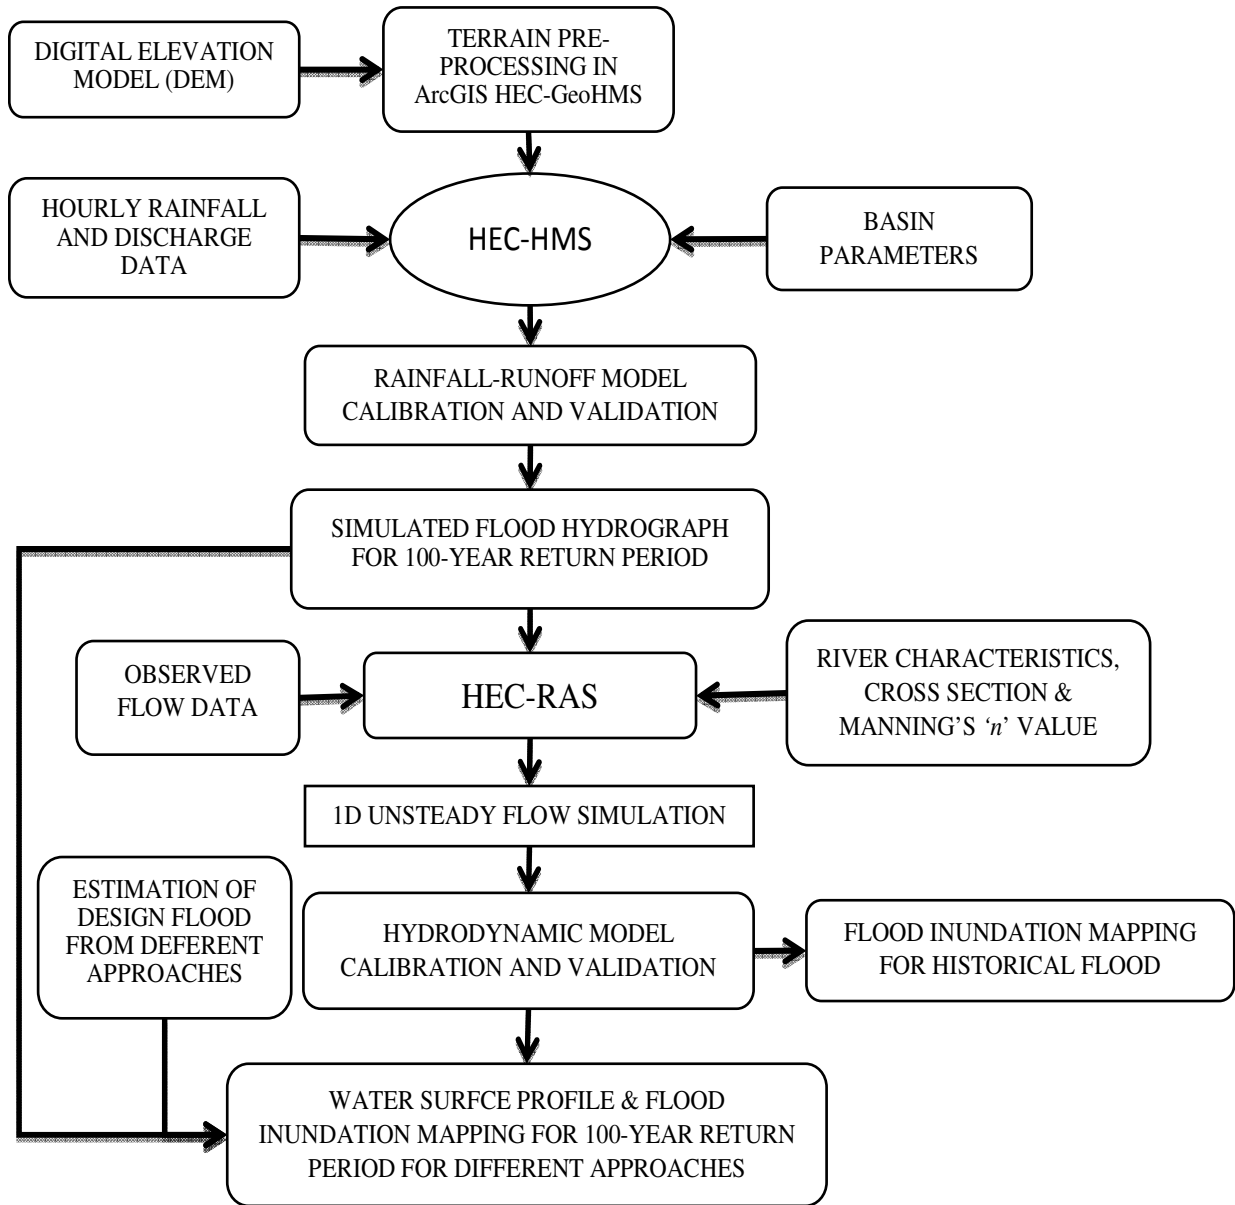 DIGITAL ELEVATION
MODEL (DEM)
TERRAIN PRE-
PROCESSING IN
ArcGIS HEC-GeoHMS
HOURLY RAINFALL
AND DISCHARGE
DATA
HEC-HMS
BASIN
PARAMETERS
RAINFALL-RUNOFF MODEL
CALIBRATION AND VALIDATION
SIMULATED FLOOD HYDROGRAPH
FOR 100-YEAR RETURN PERIOD
OBSERVED
FLOW DATA
HEC-RAS
RIVER CHARACTERISTICS,
CROSS SECTION &
MANNING’S ‘n’ VALUE
1D UNSTEADY FLOW SIMULATION
ESTIMATION OF
DESIGN FLOOD
FROM DEFERENT
APPROACHES
HYDRODYNAMIC MODEL
CALIBRATION AND VALIDATION
FLOOD INUNDATION MAPPING
FOR HISTORICAL FLOOD
WATER SURFCE PROFILE & FLOOD
INUNDATION MAPPING FOR 100-YEAR RETURN
PERIOD FOR DIFFERENT APPROACHES